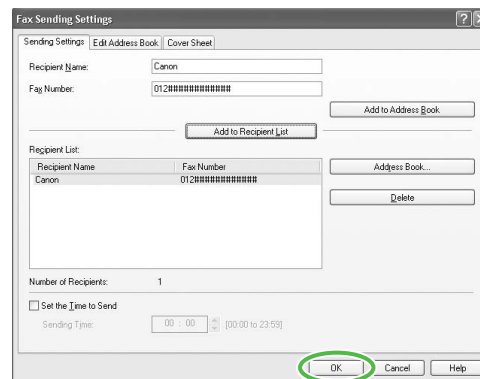 Fax Sending Settings
Sending Settings Edit Address Book Cover Sheet
Recipient Name: Canon
Fax Number: 012############
Add to Address Book
Add to Recipient List
Recipient List:
Recipient Name Fax Number
Canon 012############
Address Book...
Delete
Number of Recipients: 1
Set the Time to Send
Sending Time: 00 : 00 [00:00 to 23:59]
OK Cancel Help